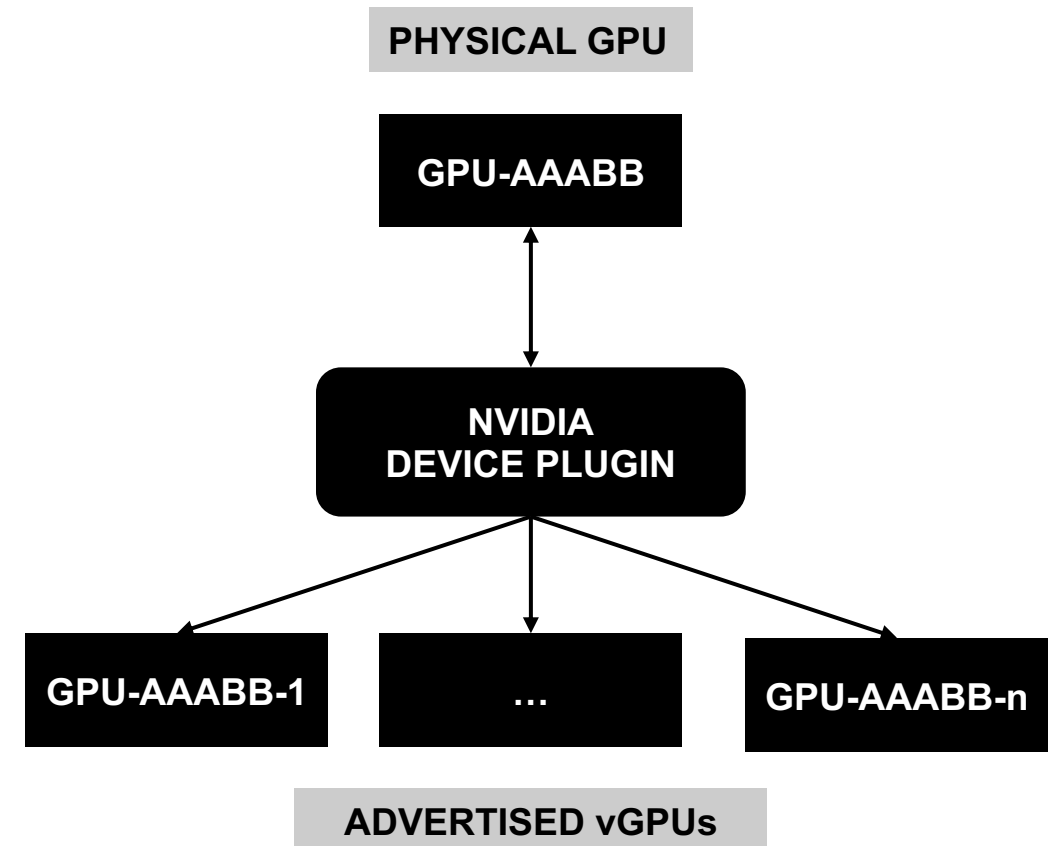 PHYSICAL GPU
GPU-AAABB
NVIDIA
DEVICE PLUGIN
GPU-AAABB-1
...
GPU-AAABB-n
ADVERTISED vGPUs